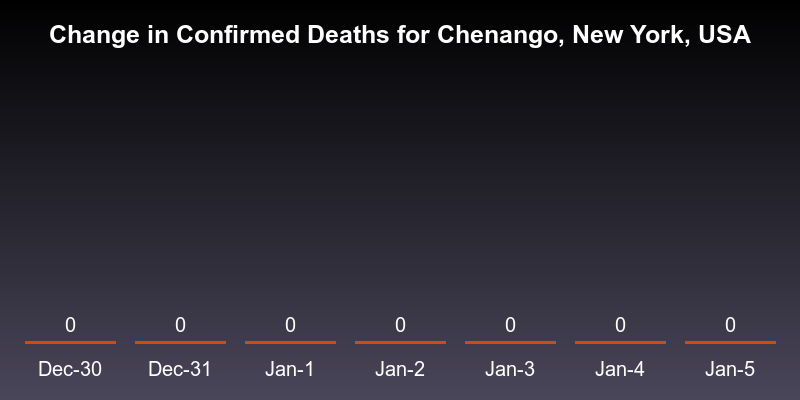 Change in Confirmed Deaths for Chenango, New York, USA
0 0 0 0 0 0 0
Dec-30 Dec-31 Jan-1 Jan-2 Jan-3 Jan-4 Jan-5